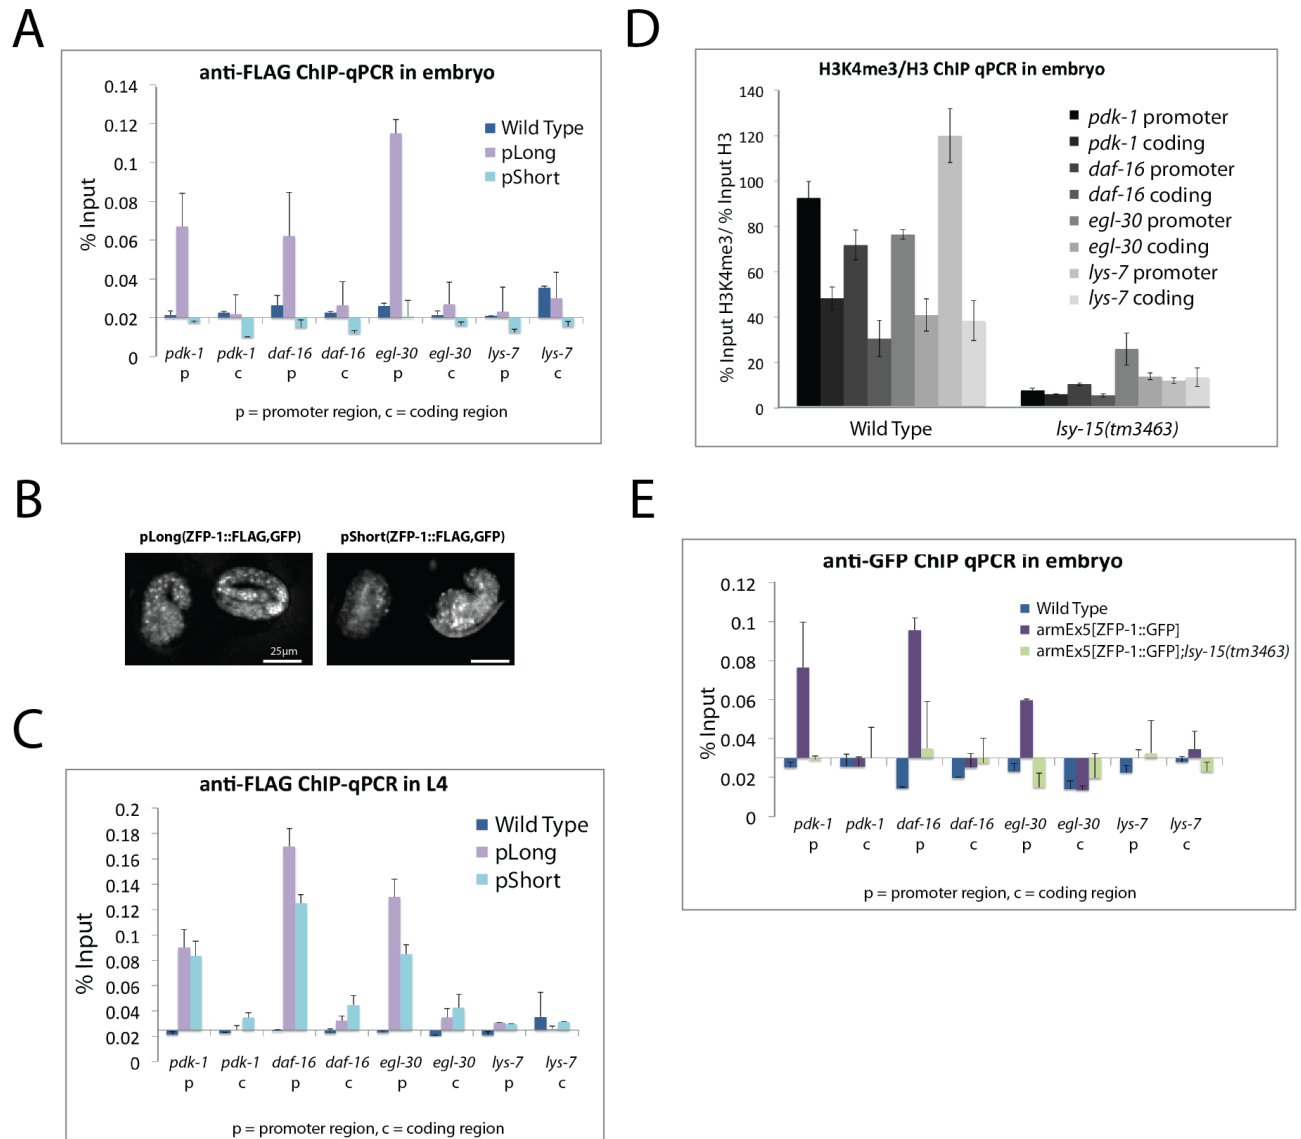 A
anti-FLAG ChIP-qPCR in embryo
0.14
0.12
0.1
0.08
0.06
0.04
0.02
0
% Input
Wild Type
pLong
pShort
pdk-1 pdk-1 daf-16 daf-16 egl-30 egl-30 lys-7 lys-7
p c p c p c p c
p = promoter region, c = coding region
B
pLong(ZFP-1::FLAG,GFP) pShort(ZFP-1::FLAG,GFP)
25µm
C
anti-FLAG ChIP-qPCR in L4
0.2
0.18
0.16
0.14
0.12
0.1
0.08
0.06
0.04
0.02
0
% Input
Wild Type
pLong
pShort
pdk-1 pdk-1 daf-16 daf-16 egl-30 egl-30 lys-7 lys-7
p c p c p c p c
p = promoter region, c = coding region
D
H3K4me3/H3 ChIP qPCR in embryo
140
120
100
80
60
40
20
0
% Input H3K4me3/ % Input H3
pdk-1 promoter
pdk-1 coding
daf-16 promoter
daf-16 coding
egl-30 promoter
egl-30 coding
lys-7 promoter
lys-7 coding
Wild Type lsy-15(tm3463)
E
anti-GFP ChIP qPCR in embryo
0.12
0.1
0.08
0.06
0.04
0.02
0
% Input
Wild Type
armEx5[ZFP-1::GFP]
armEx5[ZFP-1::GFP];lsy-15(tm3463)
pdk-1 pdk-1 daf-16 daf-16 egl-30 egl-30 lys-7 lys-7
p c p c p c p c
p = promoter region, c = coding region